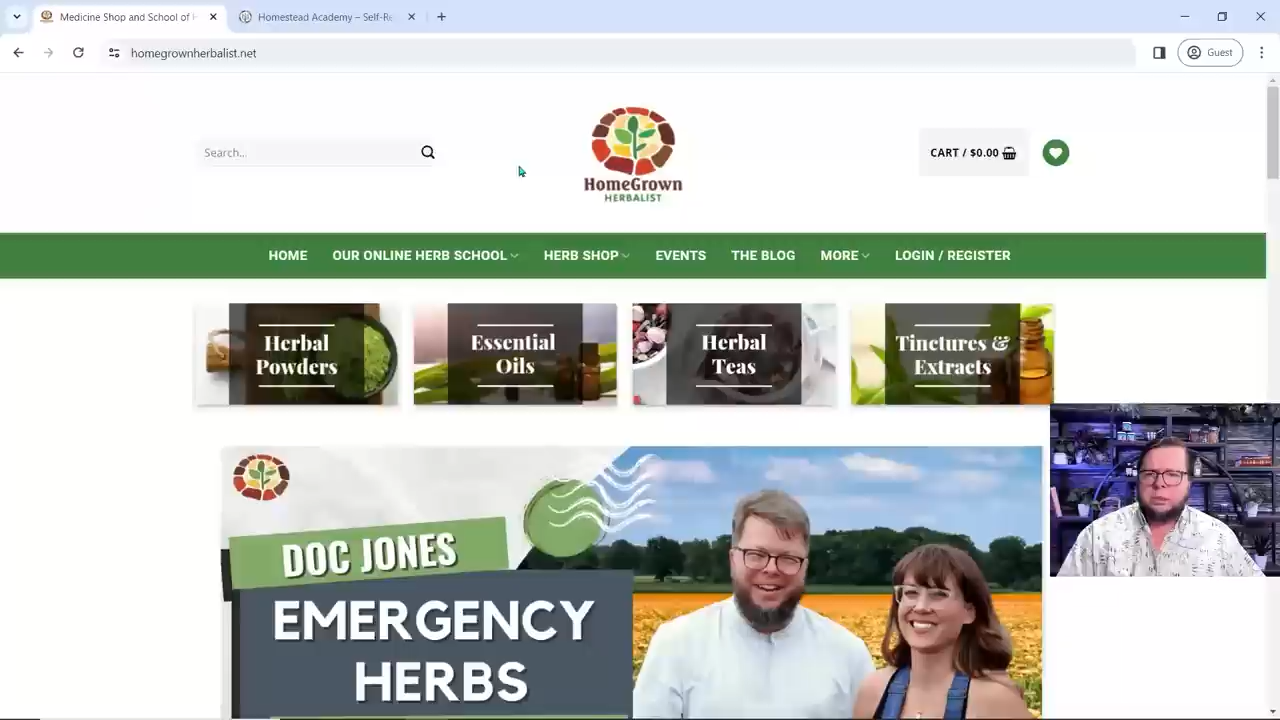 Medicine Shop and School of H
Homestead Academy – Self-Re
homegrownherbalist.net
Guest
Search...
HomeGrown
HERBALIST
CART / $0.00
HOME
OUR ONLINE HERB SCHOOL
HERB SHOP
EVENTS
THE BLOG
MORE
LOGIN / REGISTER
Herbal
Powders
Essential
Oils
Herbal
Teas
Tinctures &
Extracts
DOC JONES
EMERGENCY
HERBS